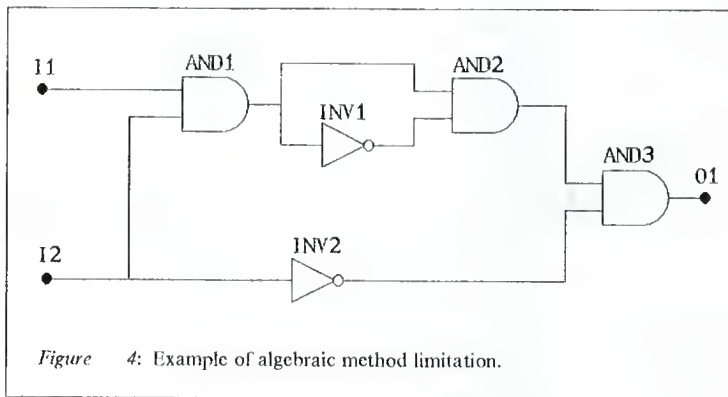 I1
AND1
AND2
INV1
AND3
O1
I2
INV2
Figure 4: Example of algebraic method limitation.